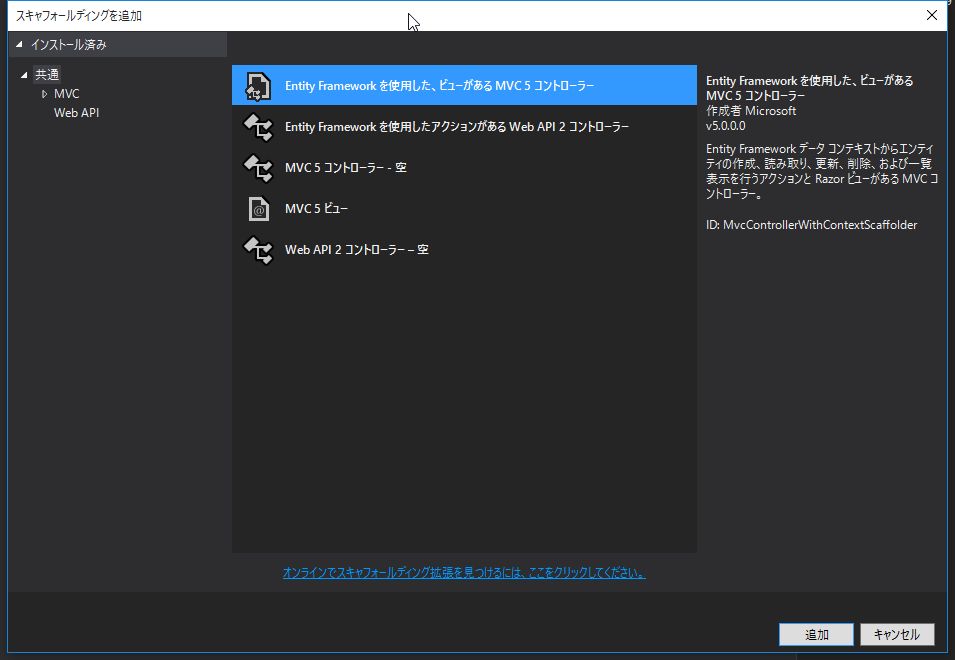 スキャフォールディングを追加
インストール済み
共通
MVC
Web API
Entity Framework を使用した、ビューがある MVC 5 コントローラー
Entity Framework を使用したアクションがある Web API 2 コントローラー
MVC 5 コントローラー - 空
MVC 5 ビュー
Web API 2 コントローラー – 空
Entity Framework を使用した、ビューがある
MVC 5 コントローラー
作成者 Microsoft
v5.0.0.0
Entity Framework データ コンテキストからエンティ
ティの作成、読み取り、更新、削除、および一覧
表示を行うアクションと Razor ビューがある MVC コ
ントローラー。
ID: MvcControllerWithContextScaffolder
オンラインでスキャフォールディング拡張を見つけるには、ここをクリックしてください。
追加
キャンセル